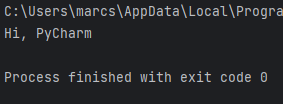 C:\Users\marcs\AppData\Local\Progra
Hi, PyCharm
Process finished with exit code 0